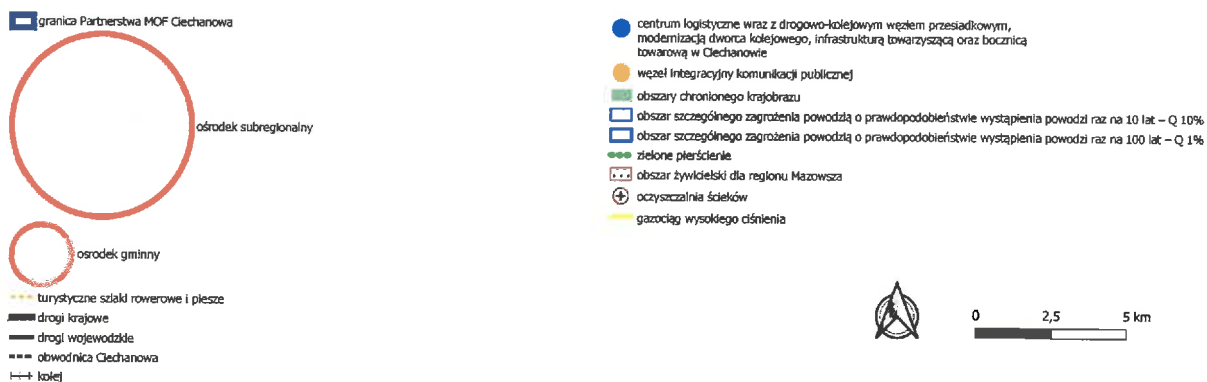 granica Partnerstwa MOF Ciechanowa
ośrodek subregionalny
osrodek gminny
turystyczne szlaki rowerowe i piesze
drogi krajowe
drogi wojewodzkie
obwodnica Ciechanowa
kolej
centrum logistyczne wraz z drogowo-kolejowym węzłem przesiadkowym,
modernizacją dworca kolejowego, infrastrukturą towarzyszącą oraz bocznicą
towarową w Ciechanowie
węzeł integracyjny komunikacji publicznej
obszary chronionego krajobrazu
obszar szczególnego zagrożenia powodzią o prawdopodobieństwie wystąpienia powodzi raz na 10 lat – Q 10%
obszar szczególnego zagrożenia powodzią o prawdopodobieństwie wystąpienia powodzi raz na 100 lat – Q 1%
zielone pierścienie
obszar żywicielski dla regionu Mazowsza
oczyszczalnia ścieków
gazociąg wysokiego ciśnienia
0 2,5 5 km